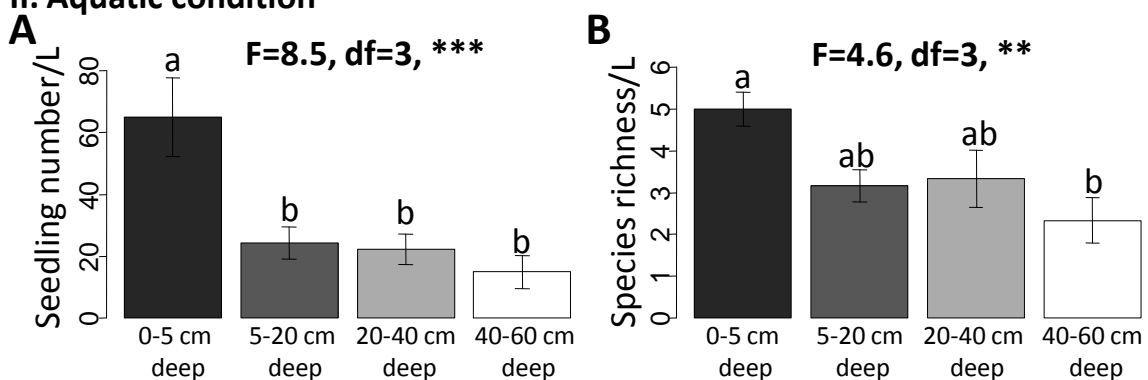 II. Aquatic condition
A
F=8.5, df=3, ***
Seedling number/L
80
60
40
20
0
a
b
b
b
0-5 cm deep
5-20 cm deep
20-40 cm deep
40-60 cm deep
B
F=4.6, df=3, **
Species richness/L
6
5
4
3
2
1
0
a
ab
ab
b
0-5 cm deep
5-20 cm deep
20-40 cm deep
40-60 cm deep